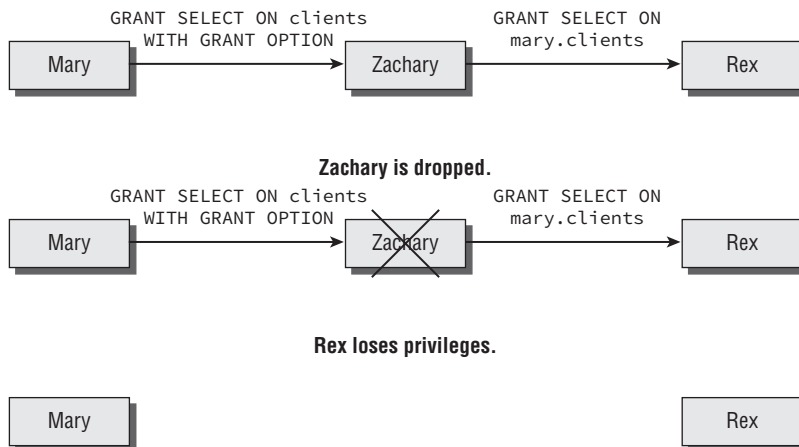 GRANT SELECT ON clients
WITH GRANT OPTION
GRANT SELECT ON
mary.clients
Mary
Zachary
Rex
Zachary is dropped.
GRANT SELECT ON clients
WITH GRANT OPTION
GRANT SELECT ON
mary.clients
Mary
Zachary
Rex
Rex loses privileges.
Mary
Rex